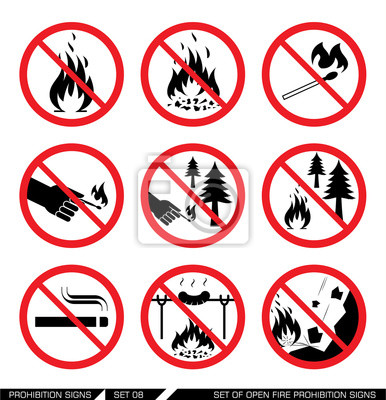 PROHIBITION SIGNS SET 08 SET OF OPEN FIRE PROHIBITION SIGNS